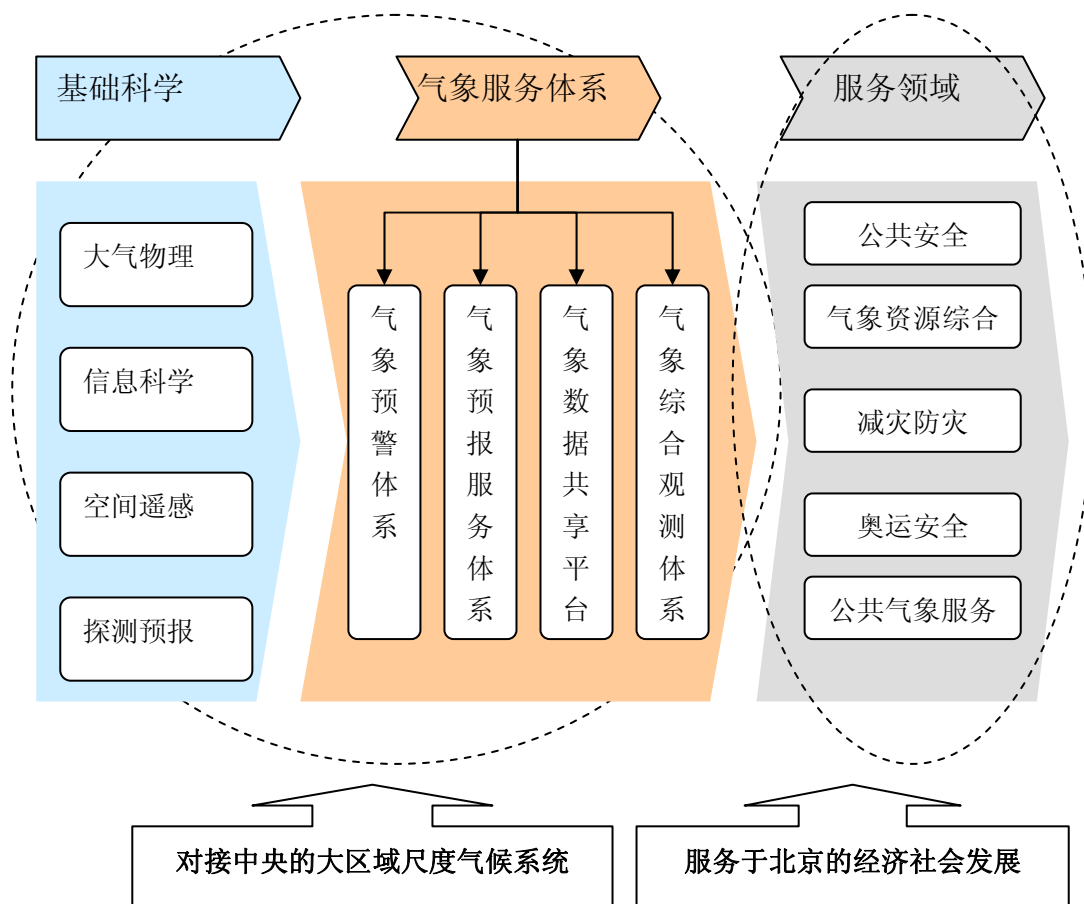 基础科学
气象服务体系
服务领域
大气物理
信息科学
空间遥感
探测预报
气象预警体系
气象预报服务体系
气象数据共享平台
气象综合观测体系
公共安全
气象资源综合
减灾防灾
奥运安全
公共气象服务
对接中央的大区域尺度气候系统
服务于北京的经济社会发展